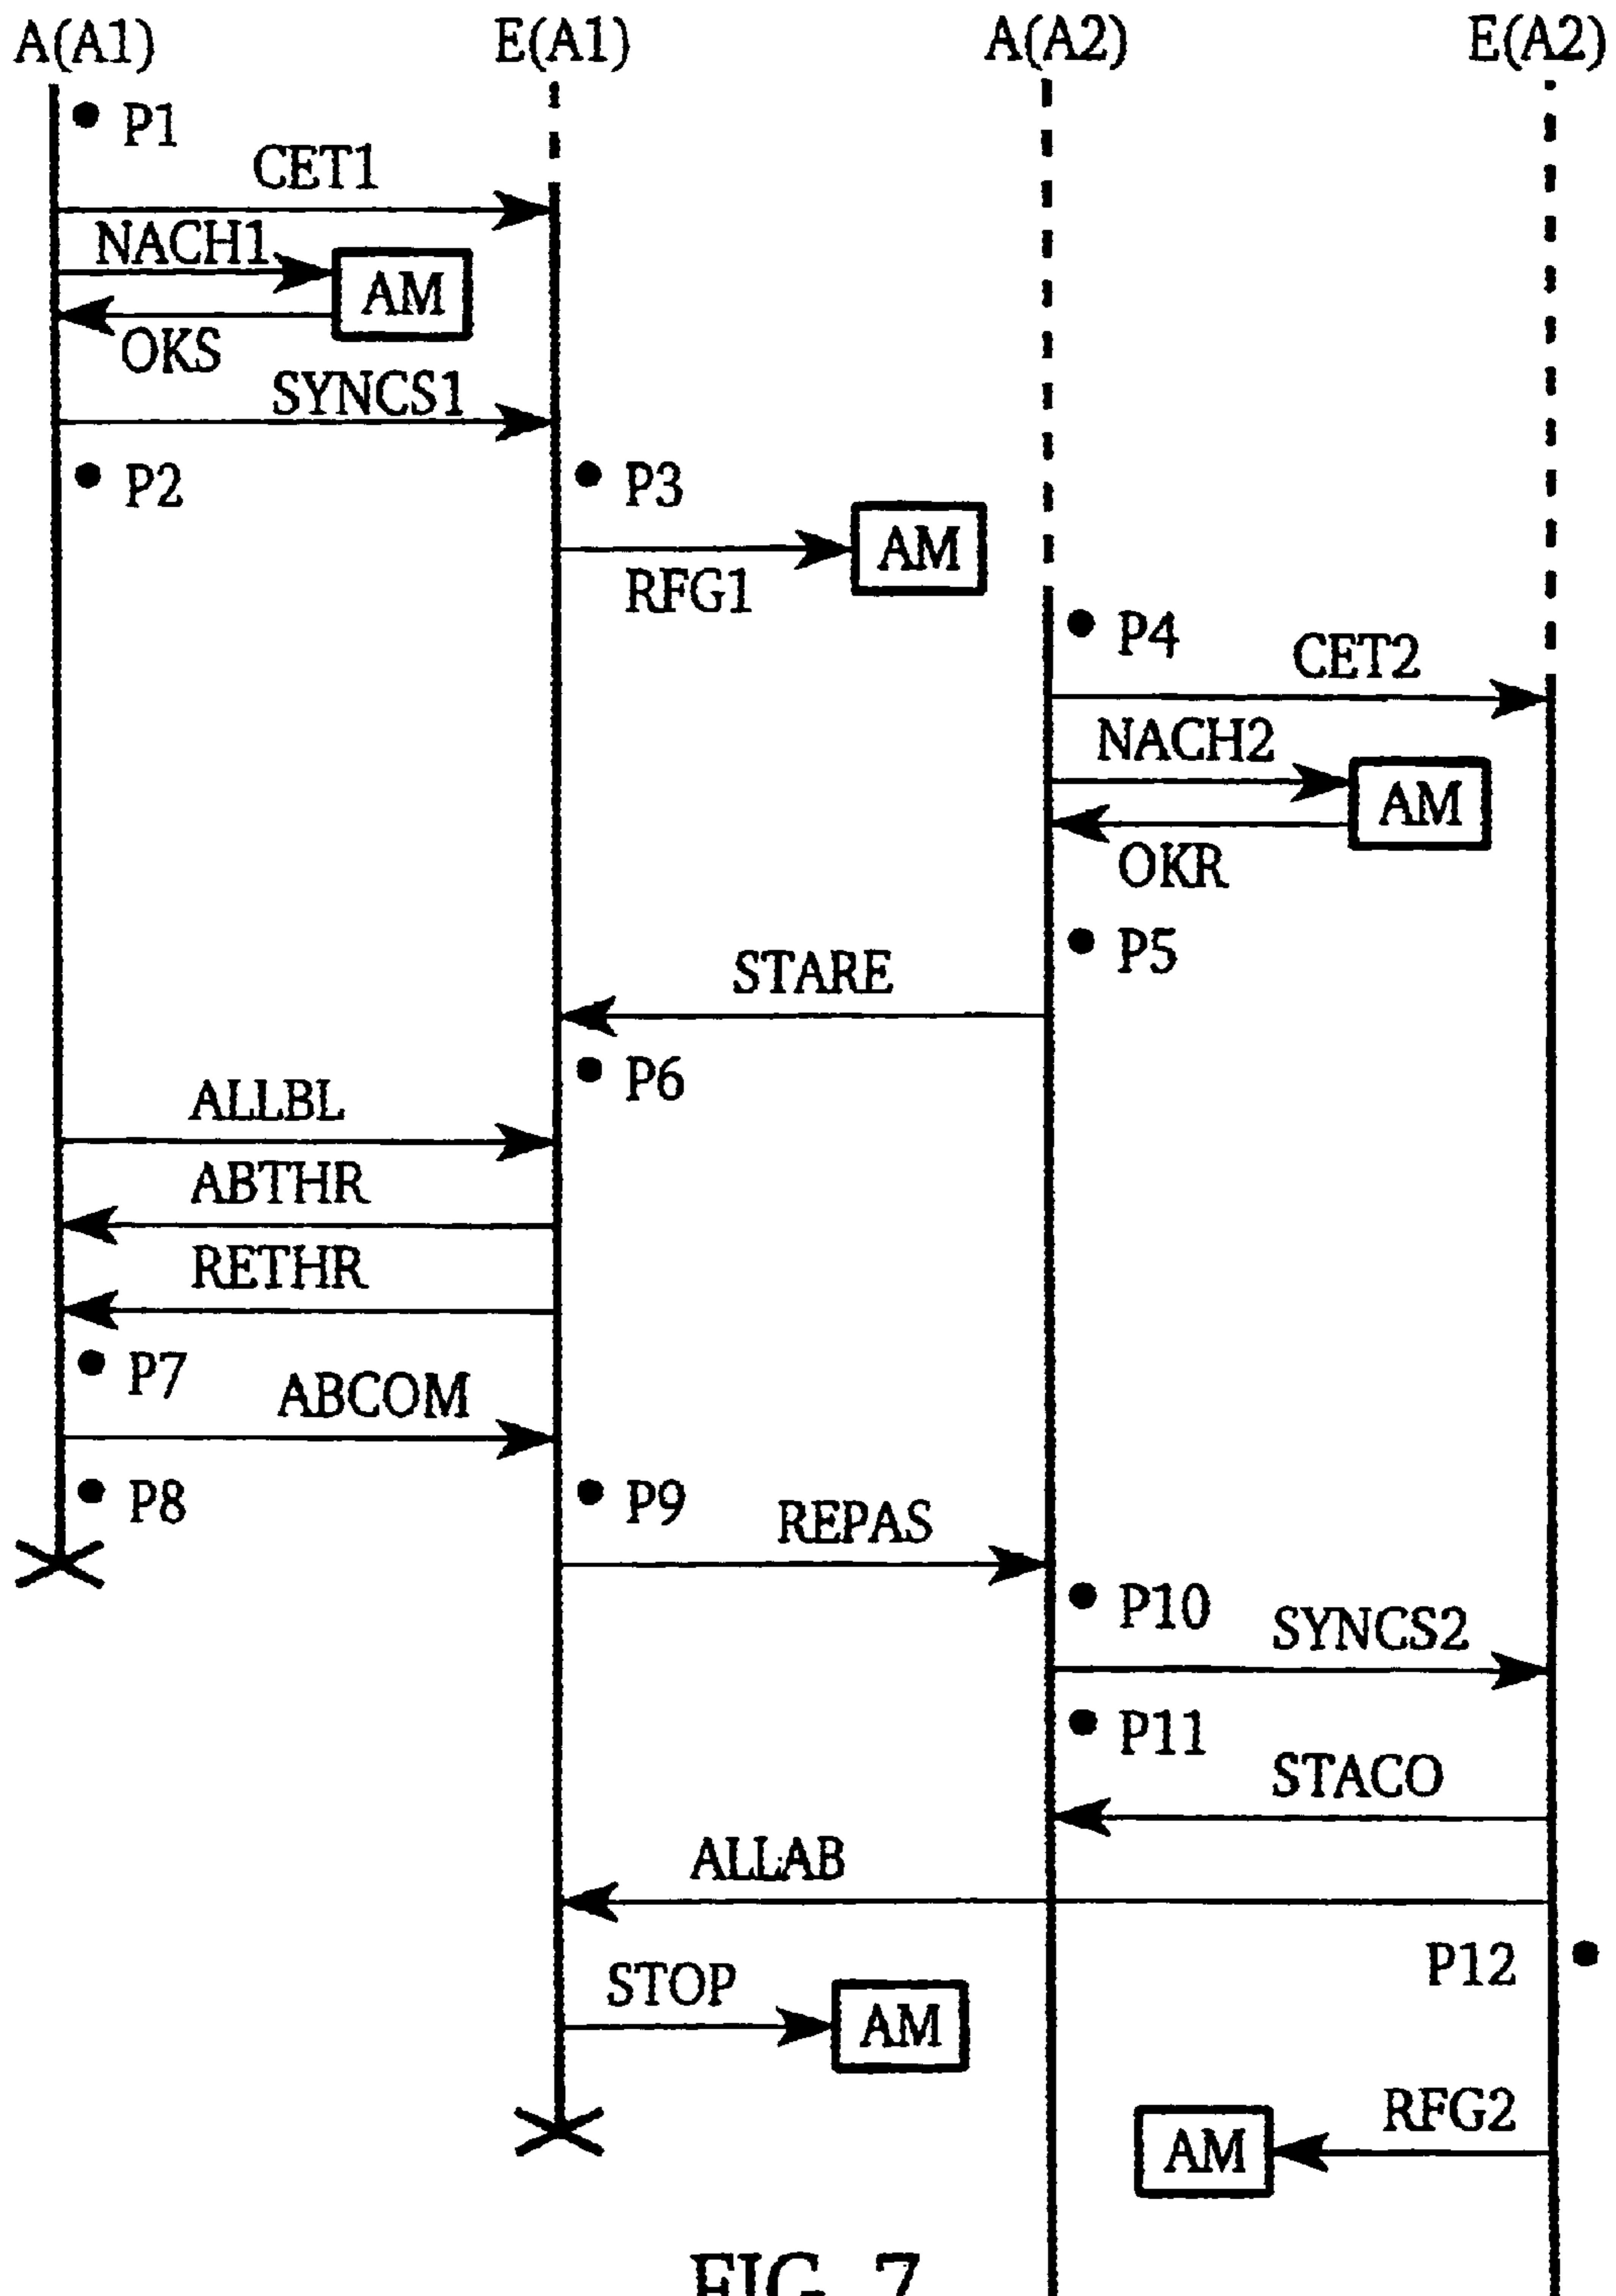 A(A1) E(A1) A(A2) E(A2)
P1
CET1
NACH1
AM
OKS
SYNCS1
P2
P3
AM
RFG1
P4
CET2
NACH2
AM
OKR
P5
STARE
P6
ALLBL
ABTHR
RETHR
P7
ABCOM
P8
P9
REPAS
P10
SYNCS2
P11
STACO
ALLAB
P12
STOP
AM
RFG2
AM
FIG. 7